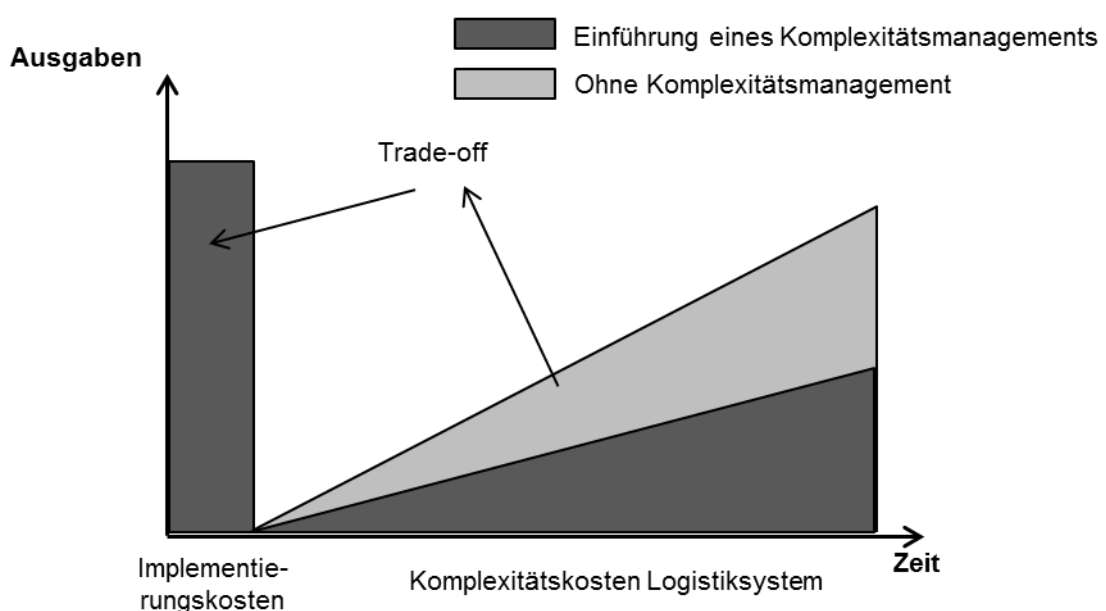 Einführung eines Komplexitätsmanagements
Ausgaben
Ohne Komplexitätsmanagement
Trade-off
Zeit
Implementie-
rungskosten
Komplexitätskosten Logistiksystem